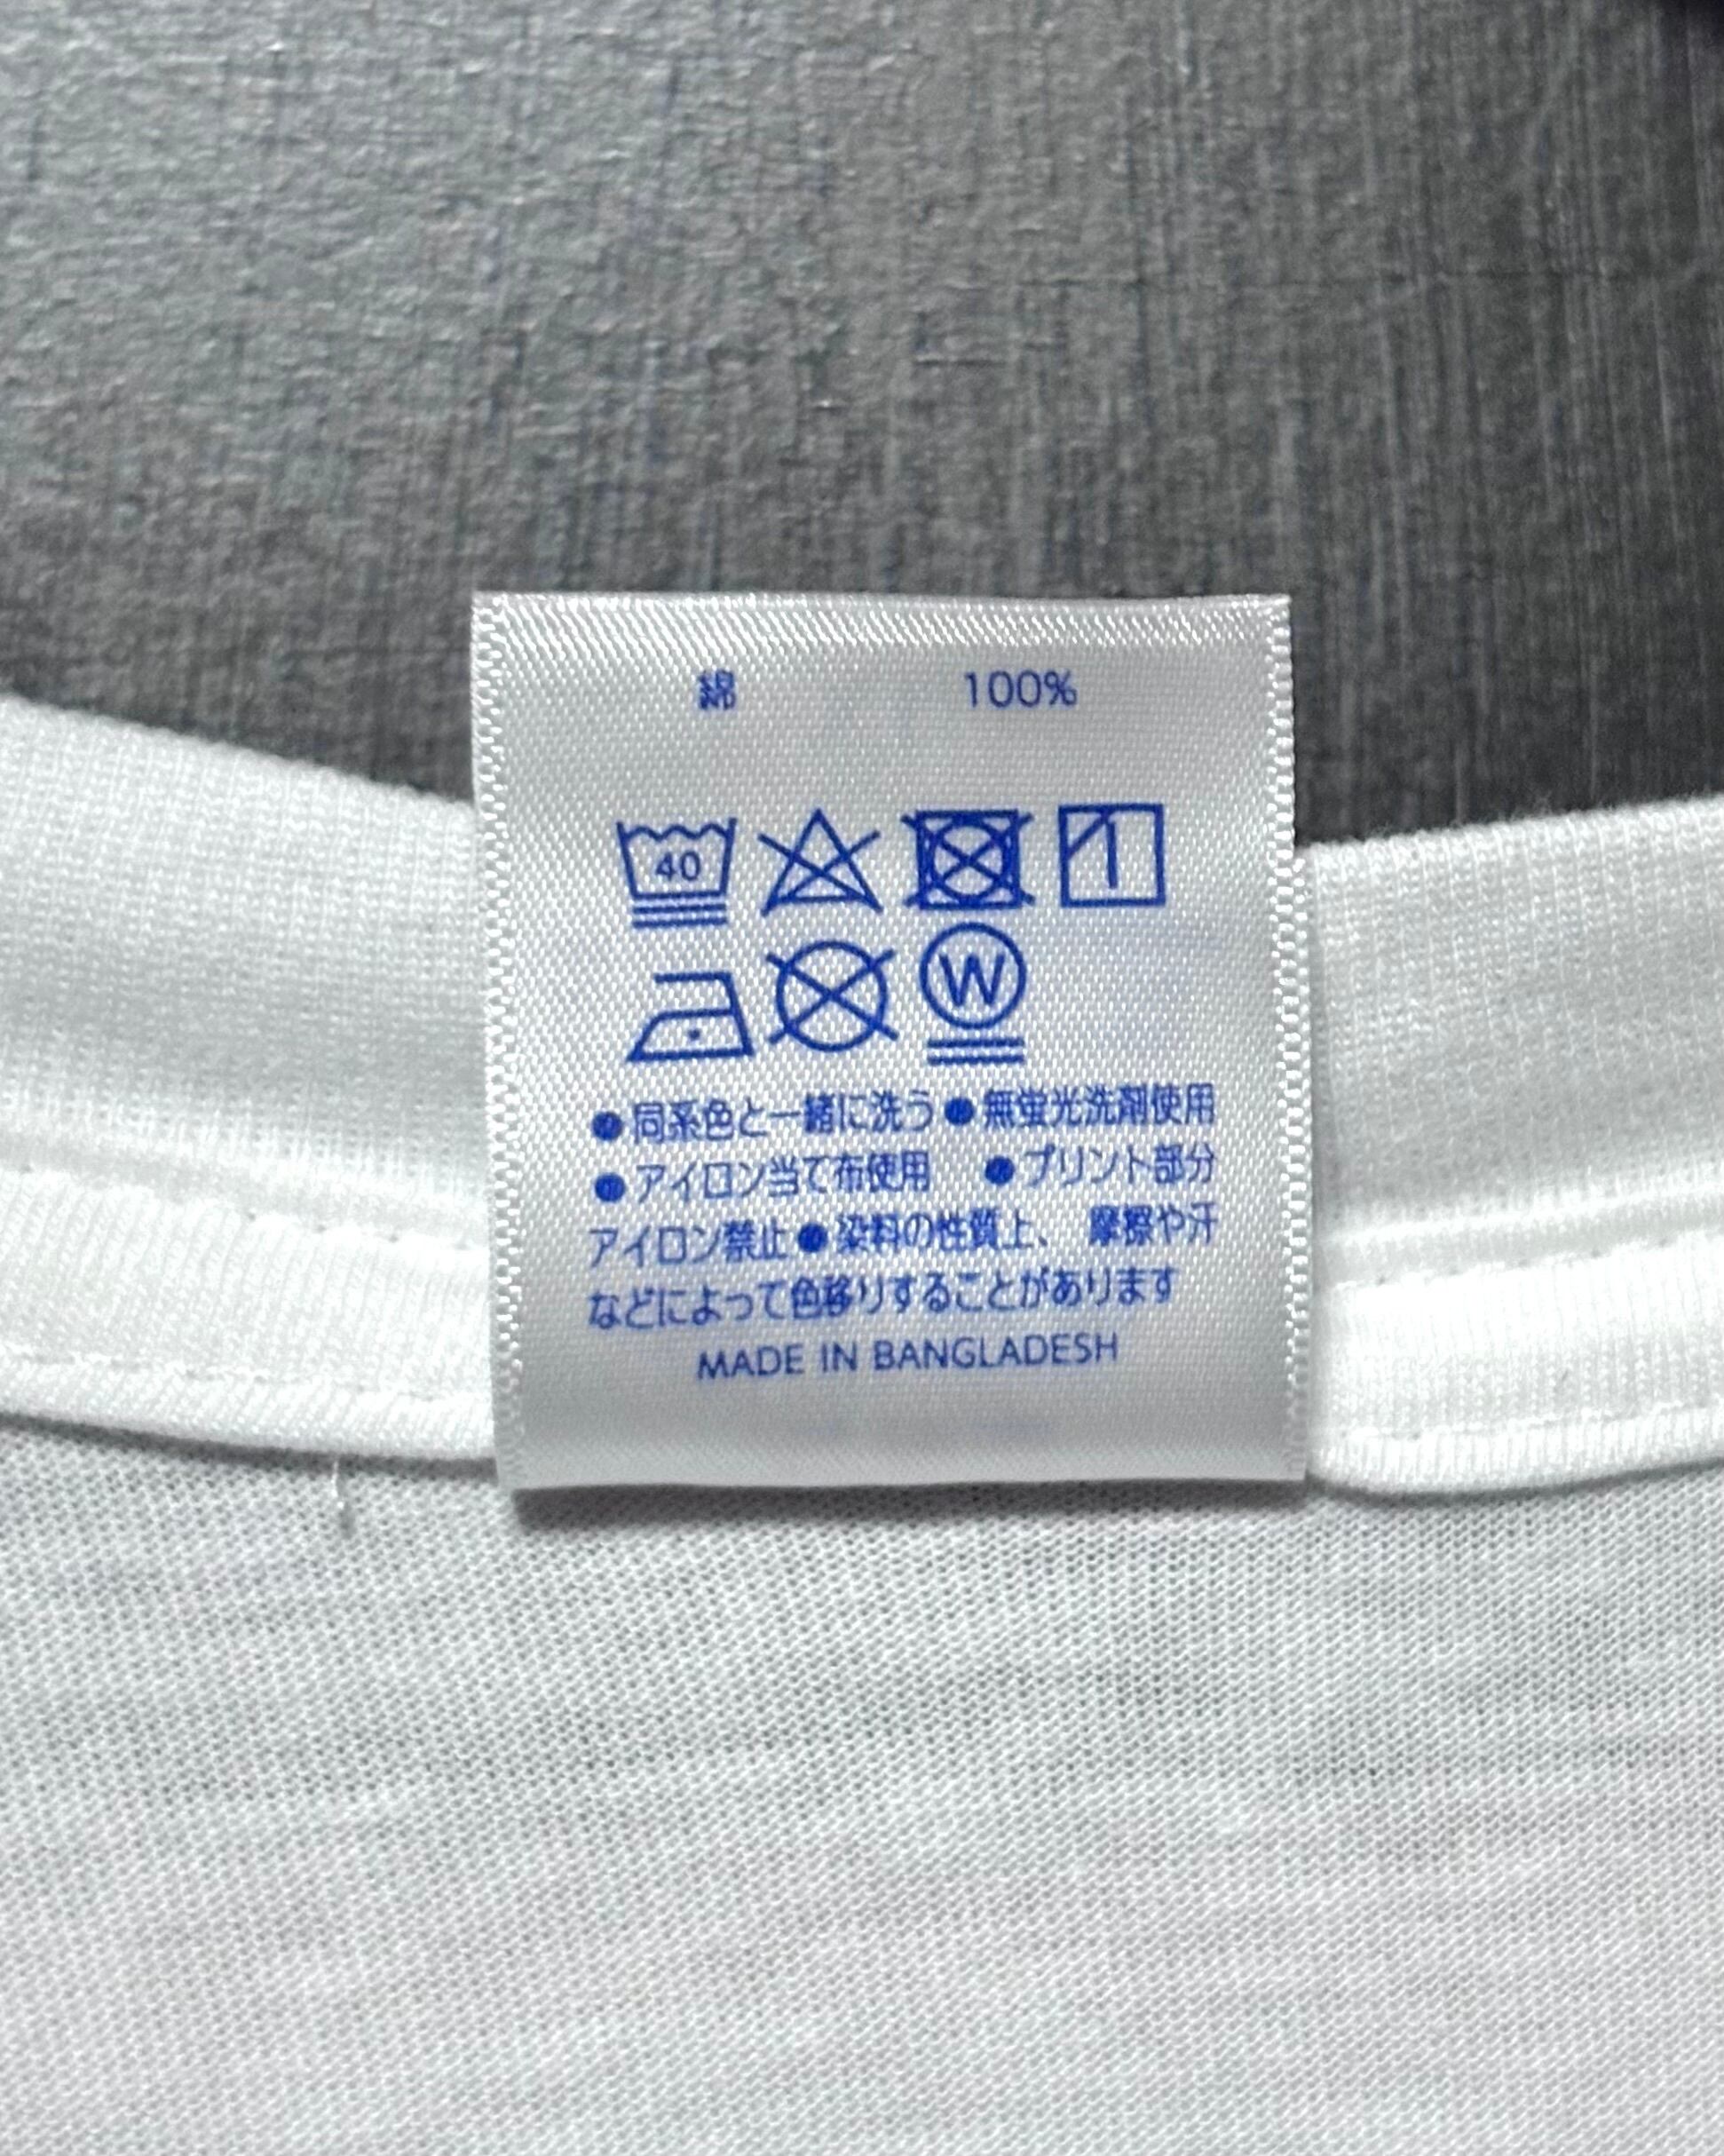 綿 100%
40
W
●同系色と一緒に洗う●無蛍光洗剤使用
●アイロン当て布使用 ●プリント部分
アイロン禁止●染料の性質上、 摩擦や汗
などによって色移りすることがあります
MADE IN BANGLADESH